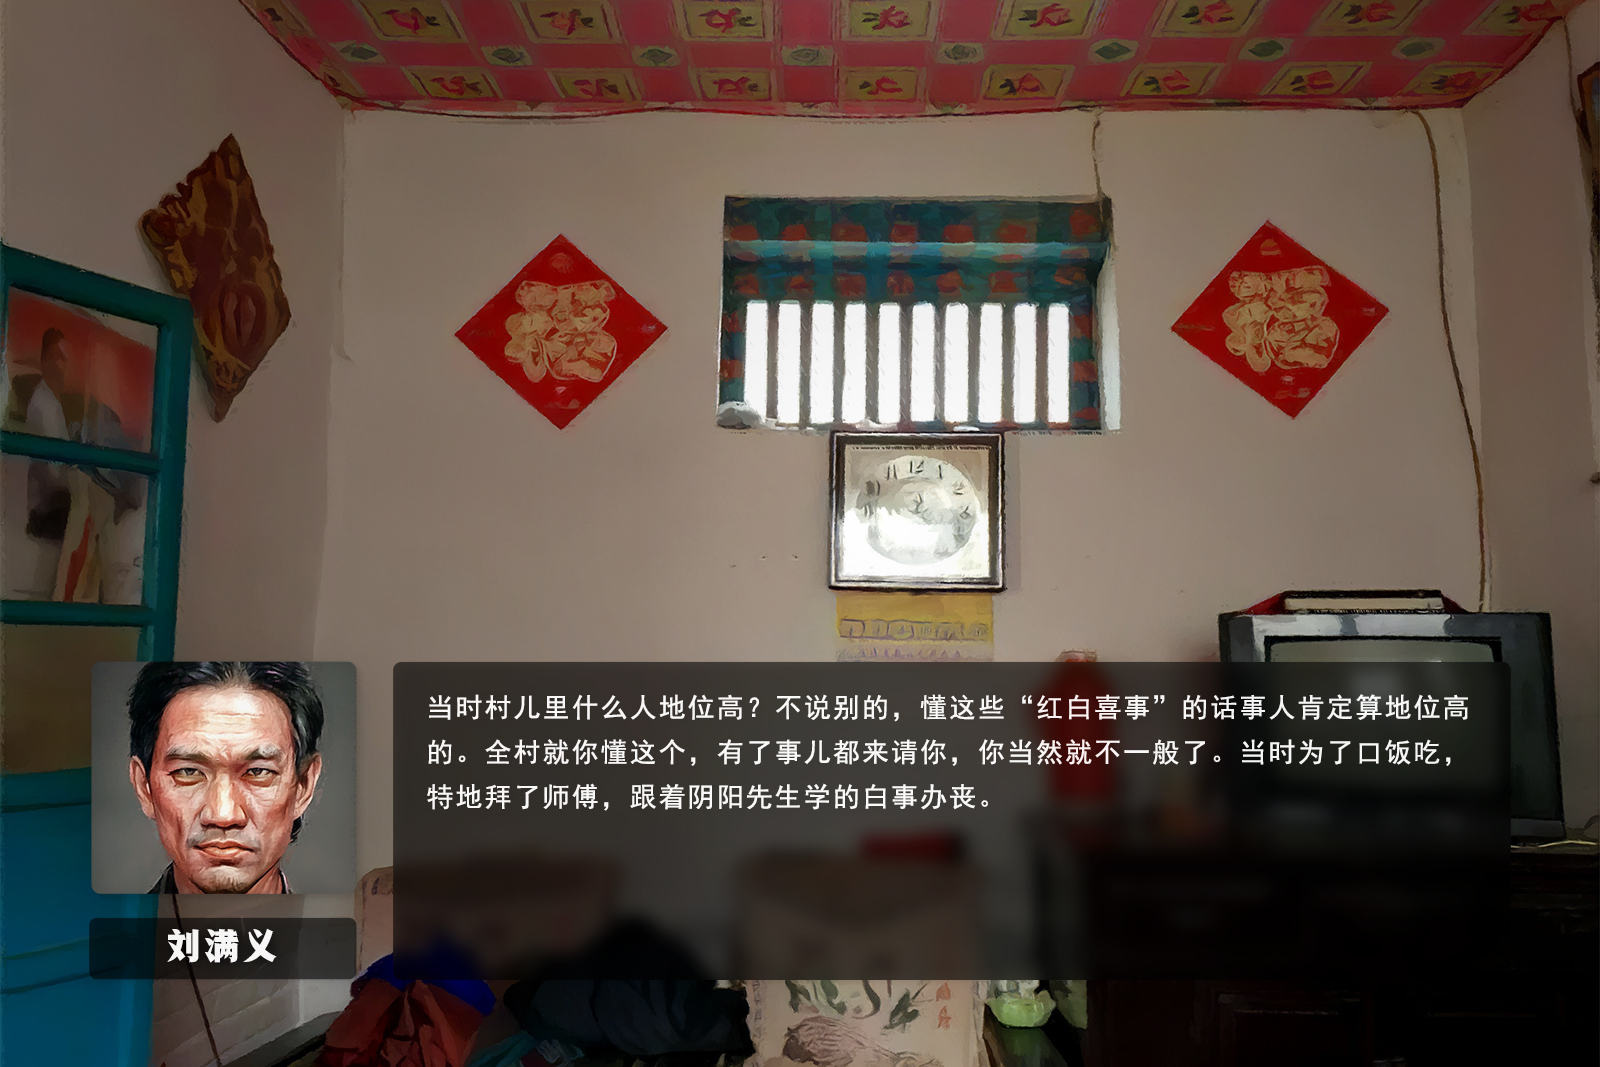 当时村儿里什么人地位高？不说别的，懂这些“红白喜事”的话事人肯定算地位高
的。全村就你懂这个，有了事儿都来请你，你当然就不一般了。当时为了口饭吃，
特地拜了师傅，跟着阴阳先生学的白事办丧。
刘满义